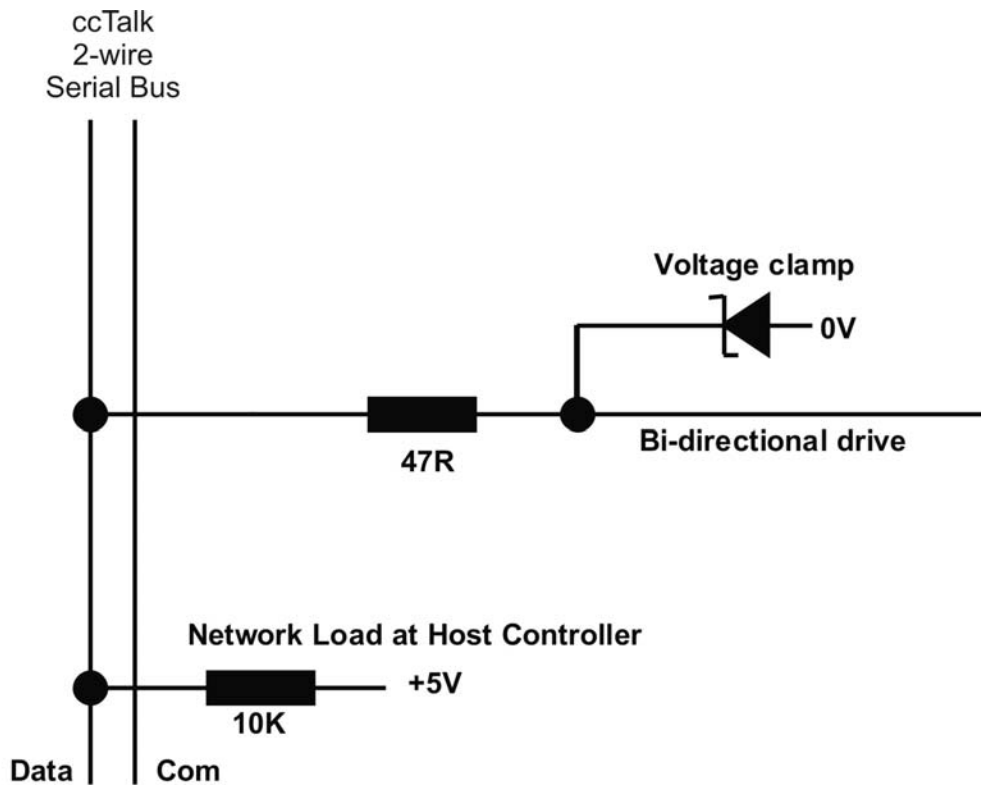 ccTalk
2-wire
Serial Bus
Voltage clamp
0V
47R
Bi-directional drive
Network Load at Host Controller
+5V
10K
Data
Com